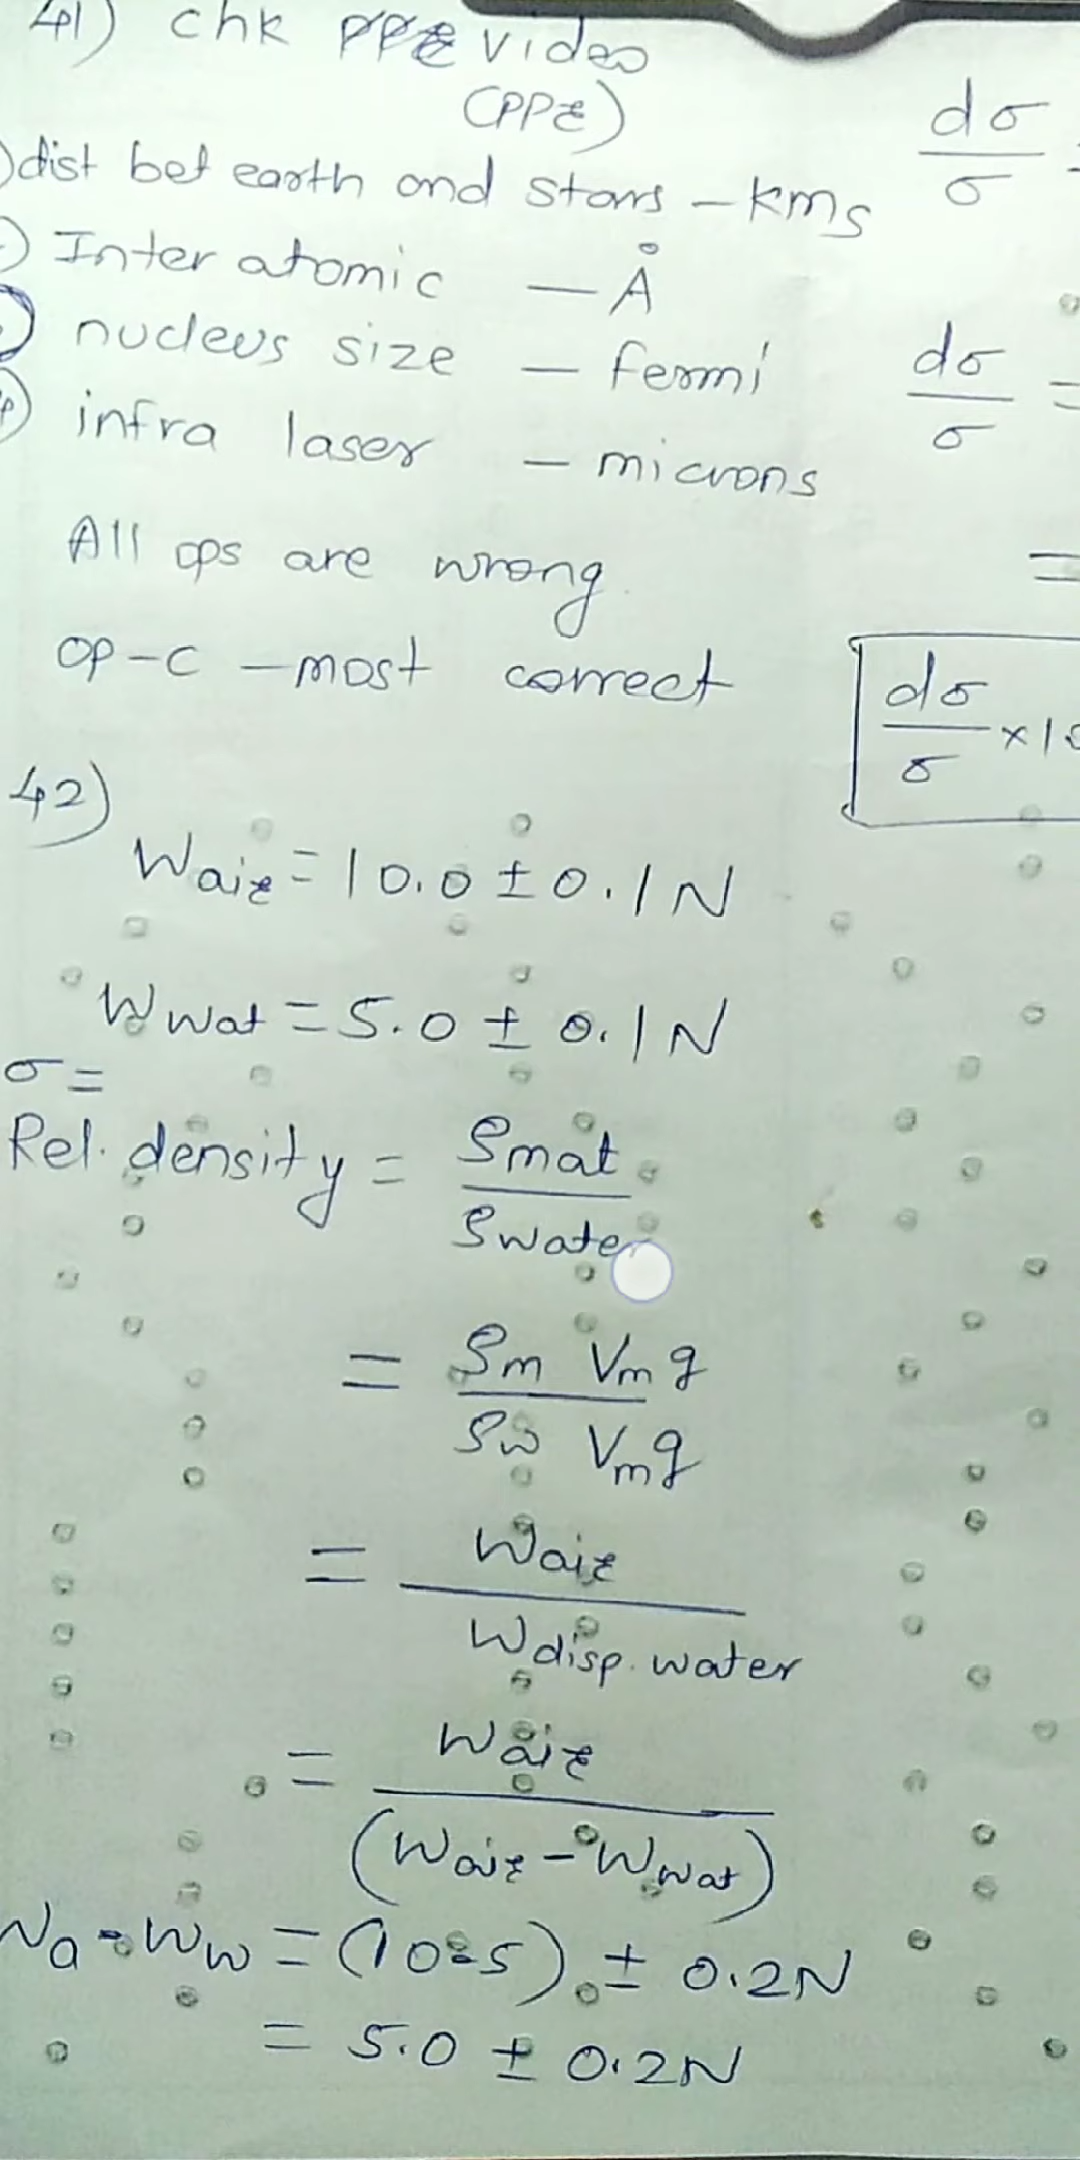 41) chk video
(PPE)
) dist bet earth and stars – kms
) Inter atomic – Å
) nucleus size – fermi
) infra laser – microns
All ops are wrong.
OP-C – most correct
42)
Wair = 10.0 ± 0.1 N
Wwat = 5.0 ± 0.1 N
σ =
Rel. density = ρmat / ρwater
= ρm Vm g / ρw Vm g
= Wair / Wdisp. water
= Wair / (Wair – Wwat)
Wa - Ww = (10-5) ± 0.2N
= 5.0 ± 0.2N
dσ / σ =
dσ / σ =
=
dσ / σ × 10